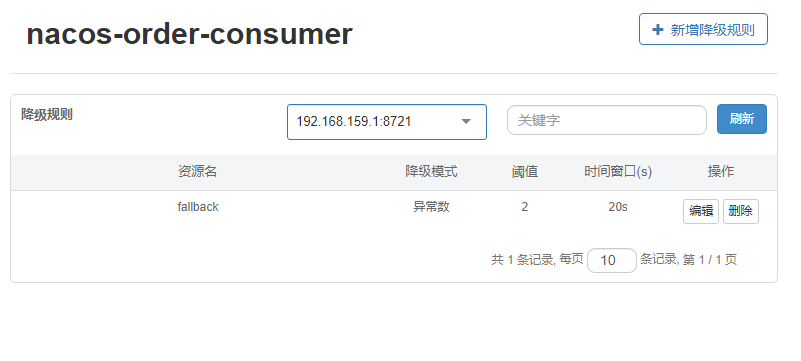 nacos-order-consumer
+ 新增降级规则
降级规则 192.168.159.1:8721 关键字 刷新
资源名 降级模式 阈值 时间窗口(s) 操作
fallback 异常数 2 20s 编辑 删除
共 1 条记录, 每页 10 条记录, 第 1 / 1 页